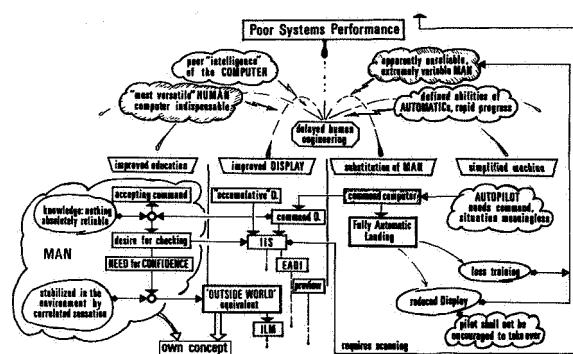 Poor Systems Performance
poor "intelligence"
of the COMPUTER
"apparently unreliable,
extremely variable MAN"
"most versatile" HUMAN
computer indispensable
defined abilities of
AUTOMATICs, rapid progress
delayed human
engineering
improved education
improved DISPLAY
substitution of MAN
simplified machine
accepting command
"accumulative" D.
command computer
AUTOPILOT
needs command,
situation meaningless
knowledge: nothing
absolutely reliable
command D.
Fully Automatic
Landing
desire for checking
IIS
MAN
NEED for CONFIDENCE
EADI
loss training
preview
stabilized in the
environment by
correlated sensation
"OUTSIDE WORLD"
equivalent
reduced Display
ILM
pilot shall not be
encouraged to take over
own concept
requires scanning